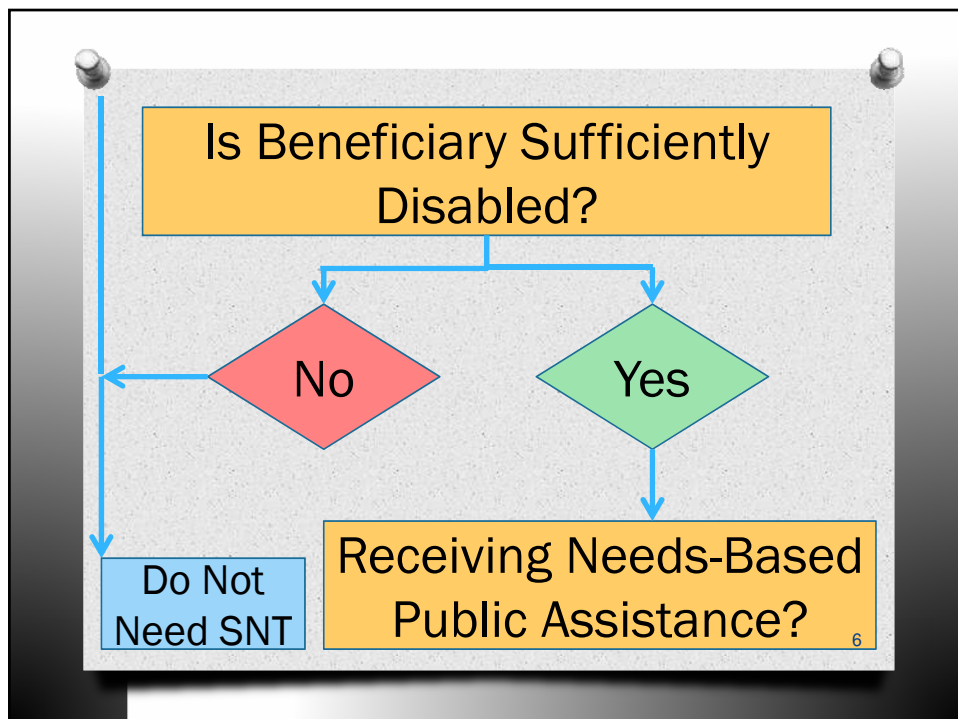 Is Beneficiary Sufficiently
Disabled?
No
Yes
Do Not
Need SNT
Receiving Needs-Based
Public Assistance?
6